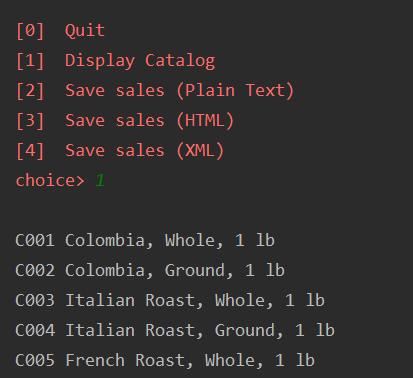 [0]  Quit
[1]  Display Catalog
[2]  Save sales (Plain Text)
[3]  Save sales (HTML)
[4]  Save sales (XML)
choice> 1
C001 Colombia, Whole, 1 lb
C002 Colombia, Ground, 1 lb
C003 Italian Roast, Whole, 1 lb
C004 Italian Roast, Ground, 1 lb
C005 French Roast, Whole, 1 lb